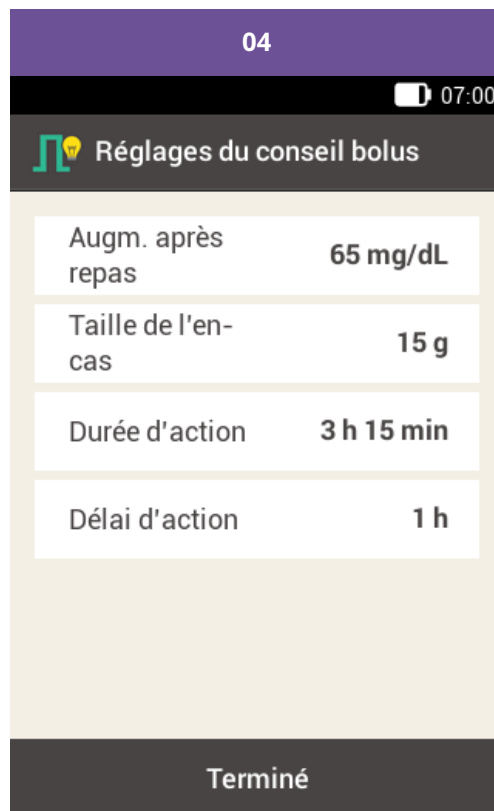 04
07:00
Réglages du conseil bolus
Augm. après
repas
65 mg/dL
Taille de l'en-
cas
15 g
Durée d'action
3 h 15 min
Délai d'action
1 h
Terminé